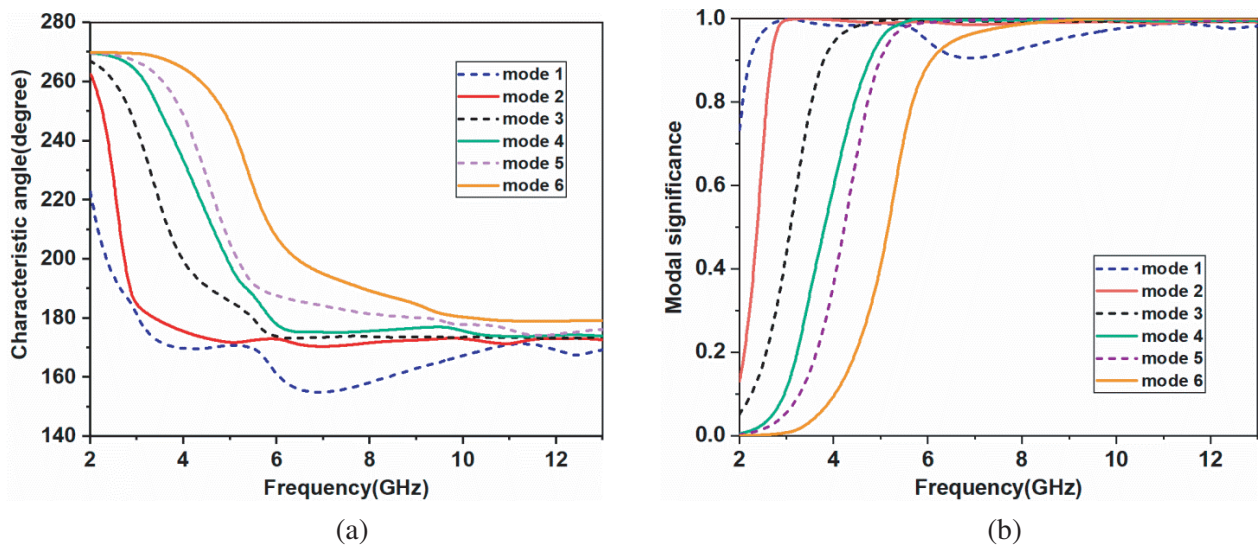 280
260
240
220
200
180
160
140
Characteristic angle(degree)
2 4 6 8 10 12
Frequency(GHz)
mode 1
mode 2
mode 3
mode 4
mode 5
mode 6
(a)
1.0
0.8
0.6
0.4
0.2
0.0
Modal significance
2 4 6 8 10 12
Frequency(GHz)
mode 1
mode 2
mode 3
mode 4
mode 5
mode 6
(b)